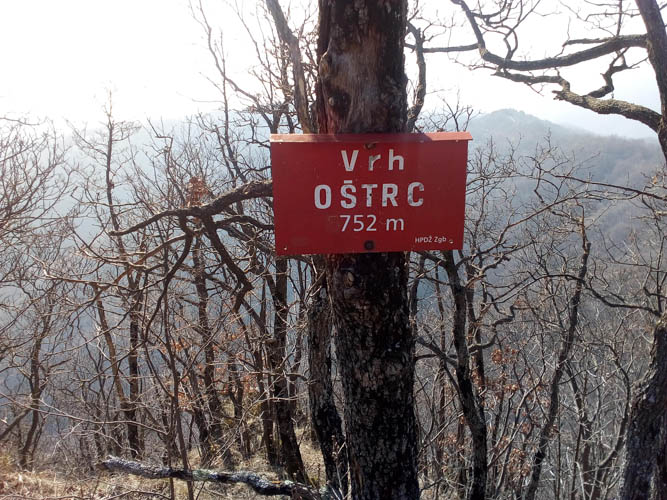 Vrh
OŠTRC
752 m
HPDŽ Zgb